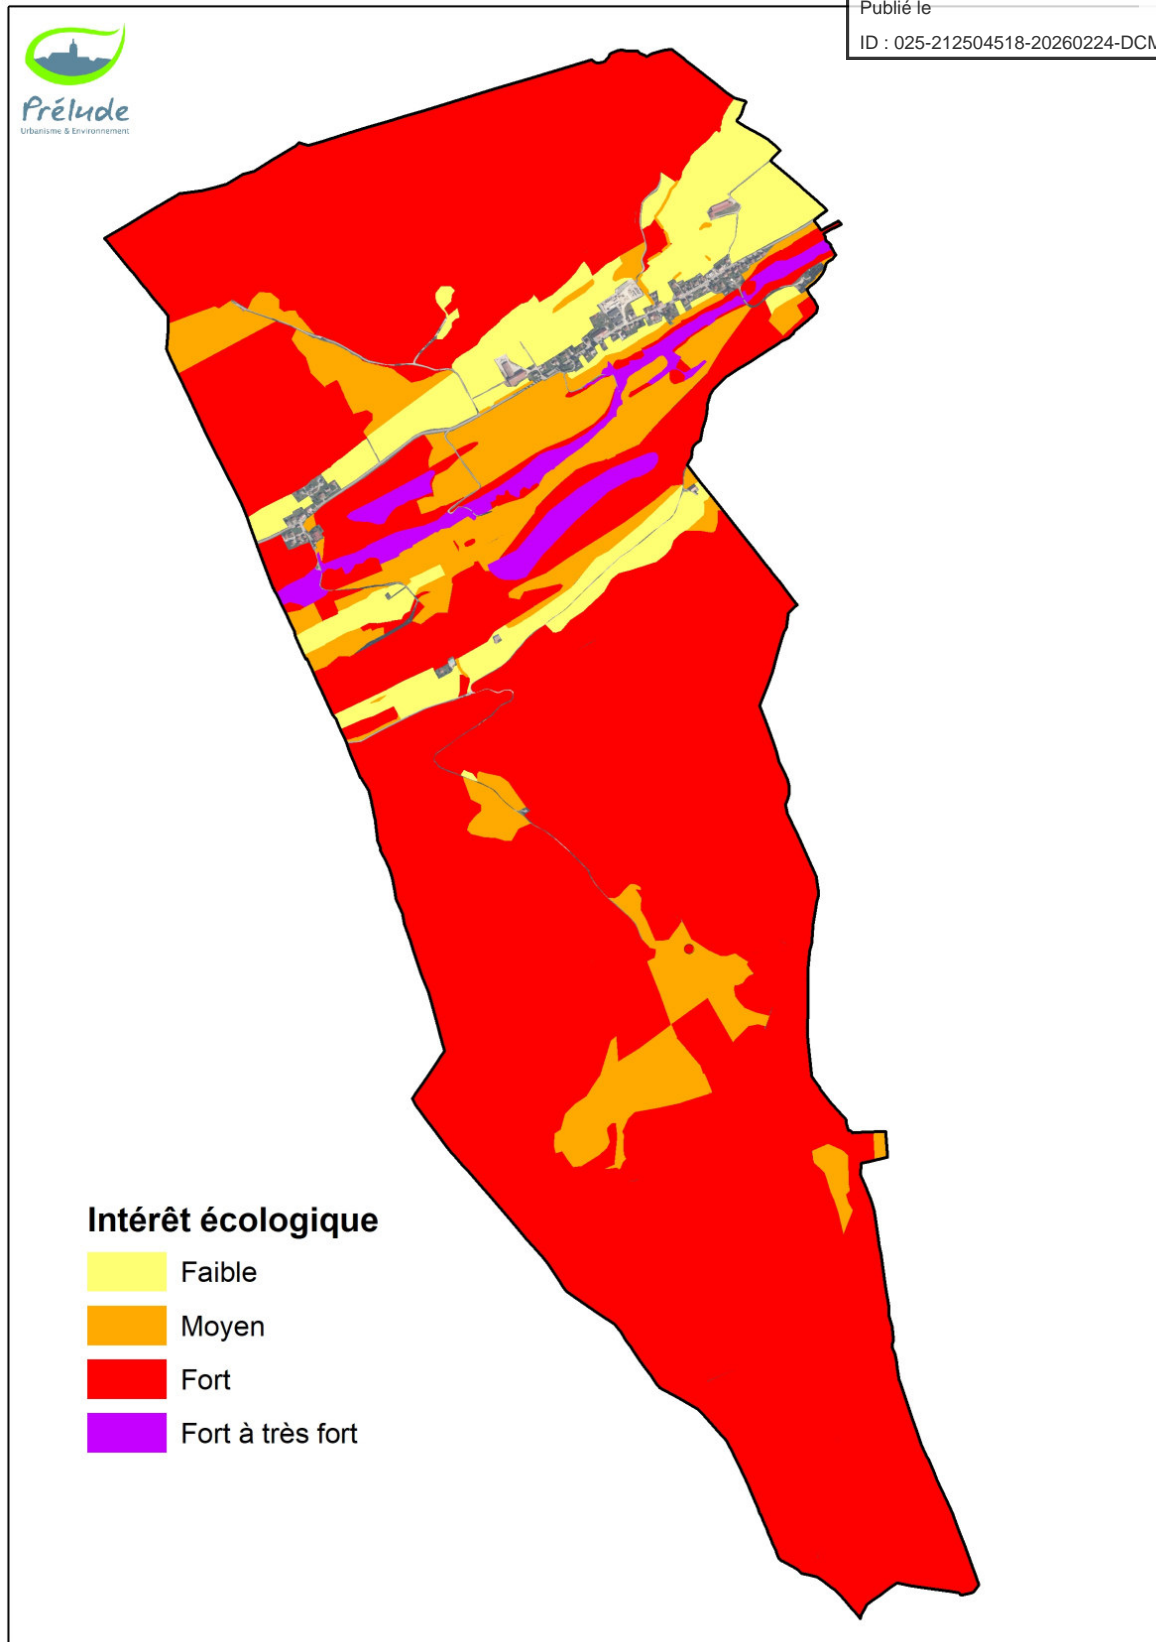 Publié le
ID : 025-212504518-20260224-DCM
Prélude
Urbanisme & Environnement
Intérêt écologique
Faible
Moyen
Fort
Fort à très fort